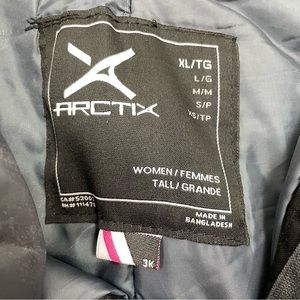 XL/TG
L/G
M/M
S/P
XS/TP
ARCTIX
WOMEN/FEMMES
TALL/GRANDE
MADE IN
BANGLADESH
3K